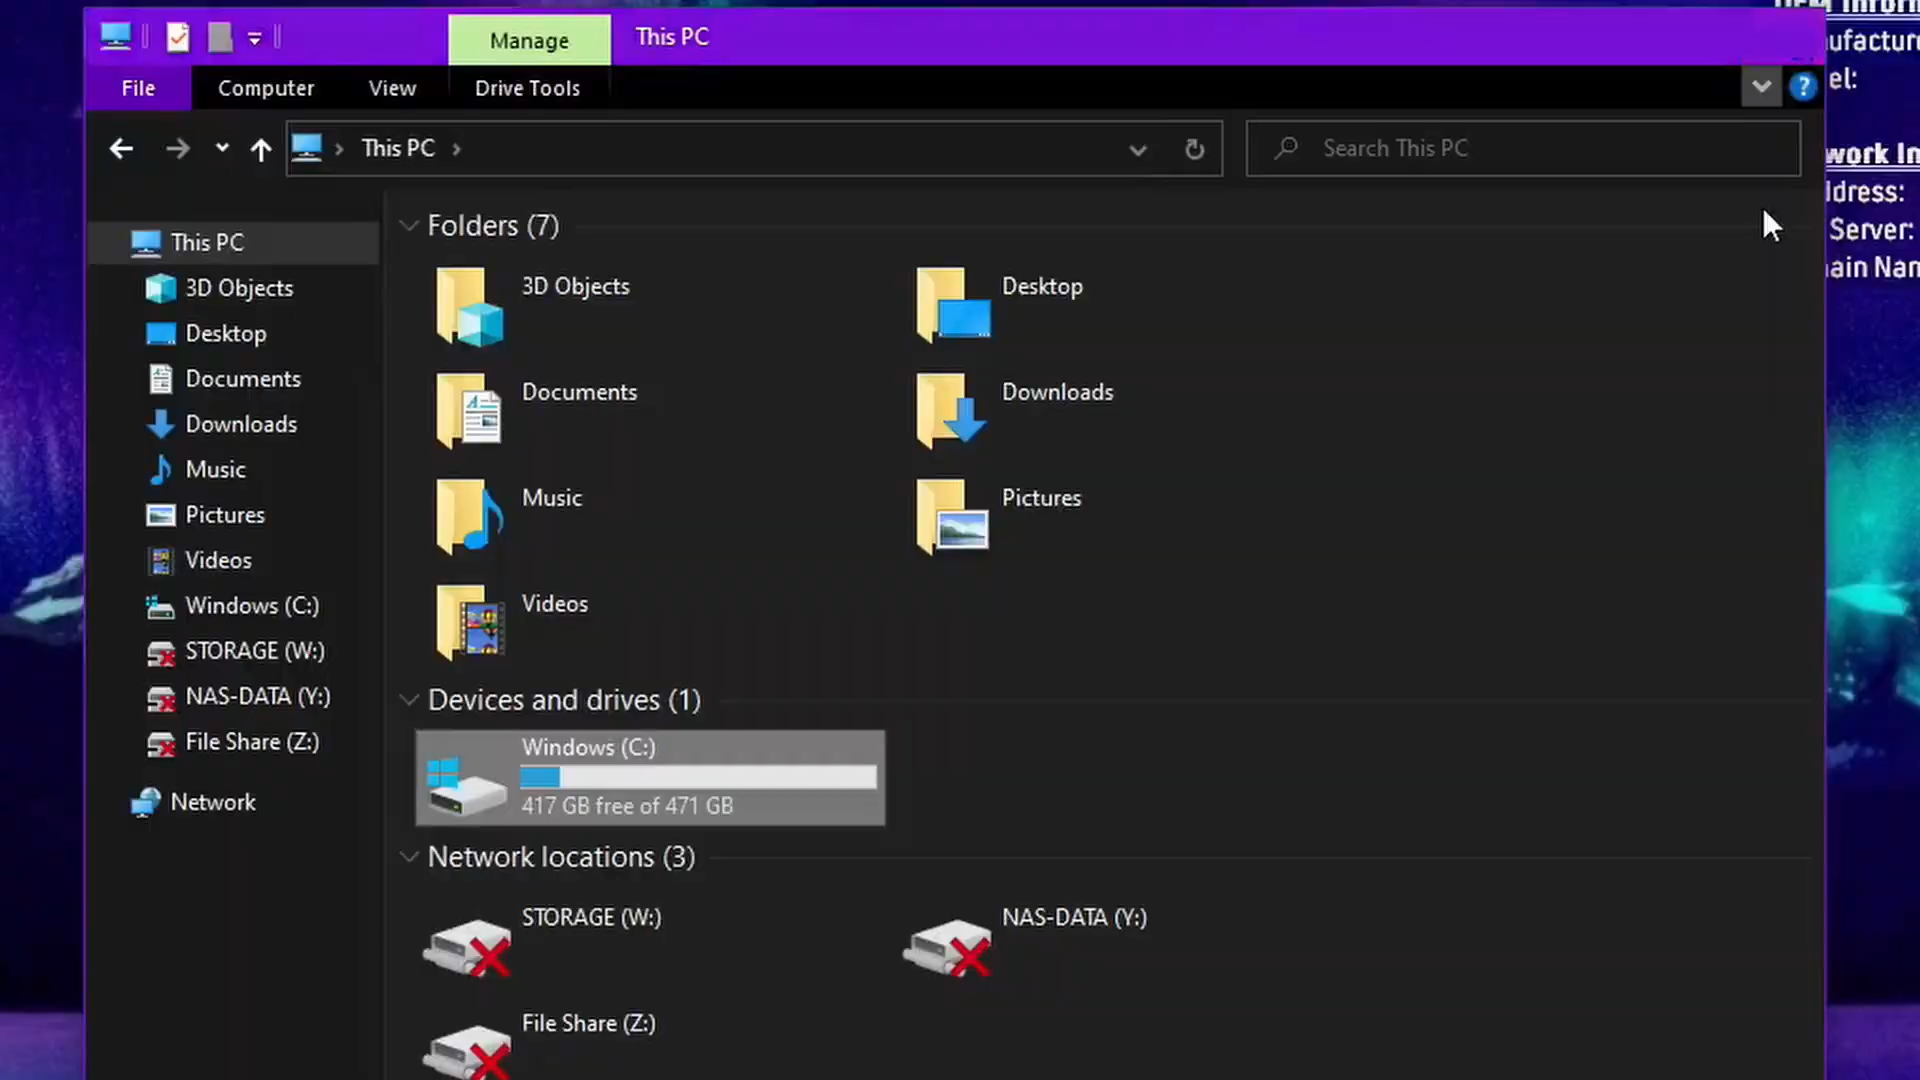 Manage
This PC
File
Computer
View
Drive Tools
This PC
Search This PC
This PC
3D Objects
Desktop
Documents
Downloads
Music
Pictures
Videos
Windows (C:)
STORAGE (W:)
NAS-DATA (Y:)
File Share (Z:)
Network
Folders (7)
3D Objects
Desktop
Documents
Downloads
Music
Pictures
Videos
Devices and drives (1)
Windows (C:)
417 GB free of 471 GB
Network locations (3)
STORAGE (W:)
NAS-DATA (Y:)
File Share (Z:)
ufacture
el:
work In
ddress:
Server:
ain Nam